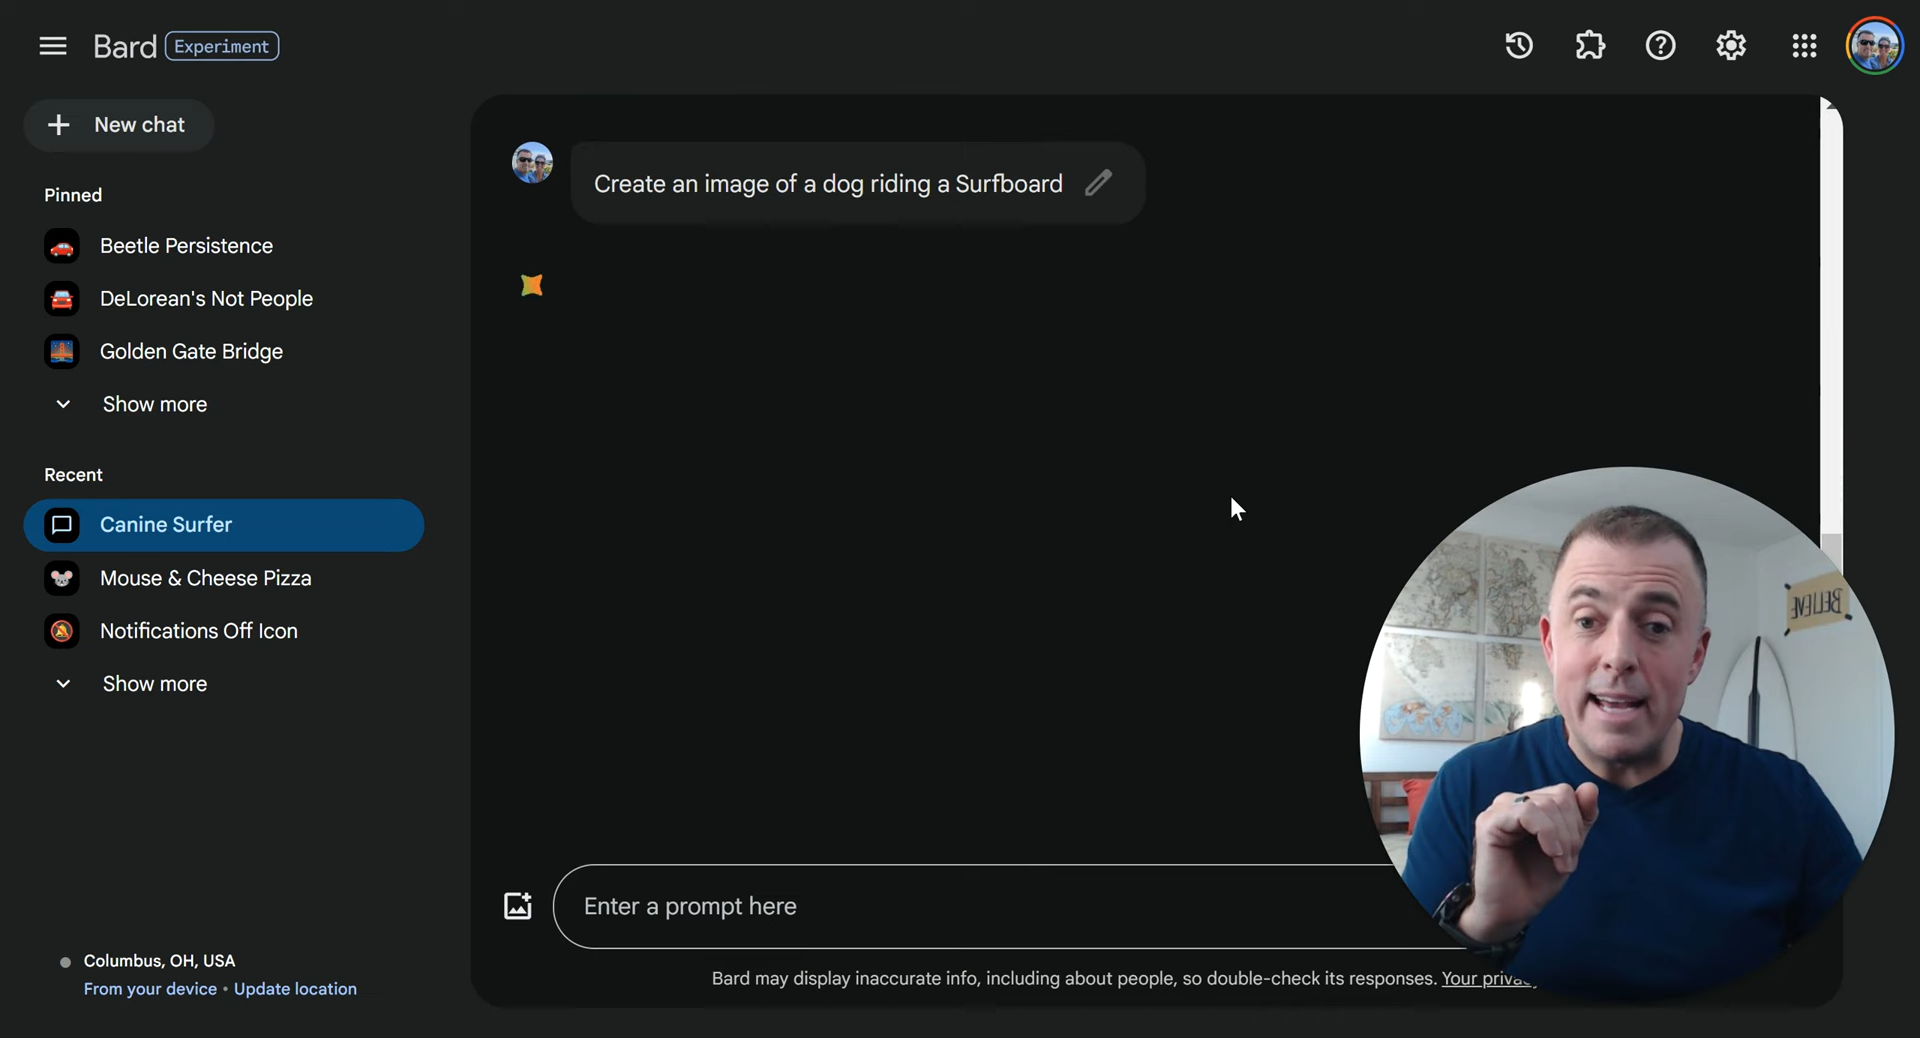 Bard Experiment
New chat
Pinned
Beetle Persistence
DeLorean's Not People
Golden Gate Bridge
Show more
Recent
Canine Surfer
Mouse & Cheese Pizza
Notifications Off Icon
Show more
Columbus, OH, USA
From your device • Update location
Create an image of a dog riding a Surfboard
Enter a prompt here
Bard may display inaccurate info, including about people, so double-check its responses. Your privacy
BELIEVE